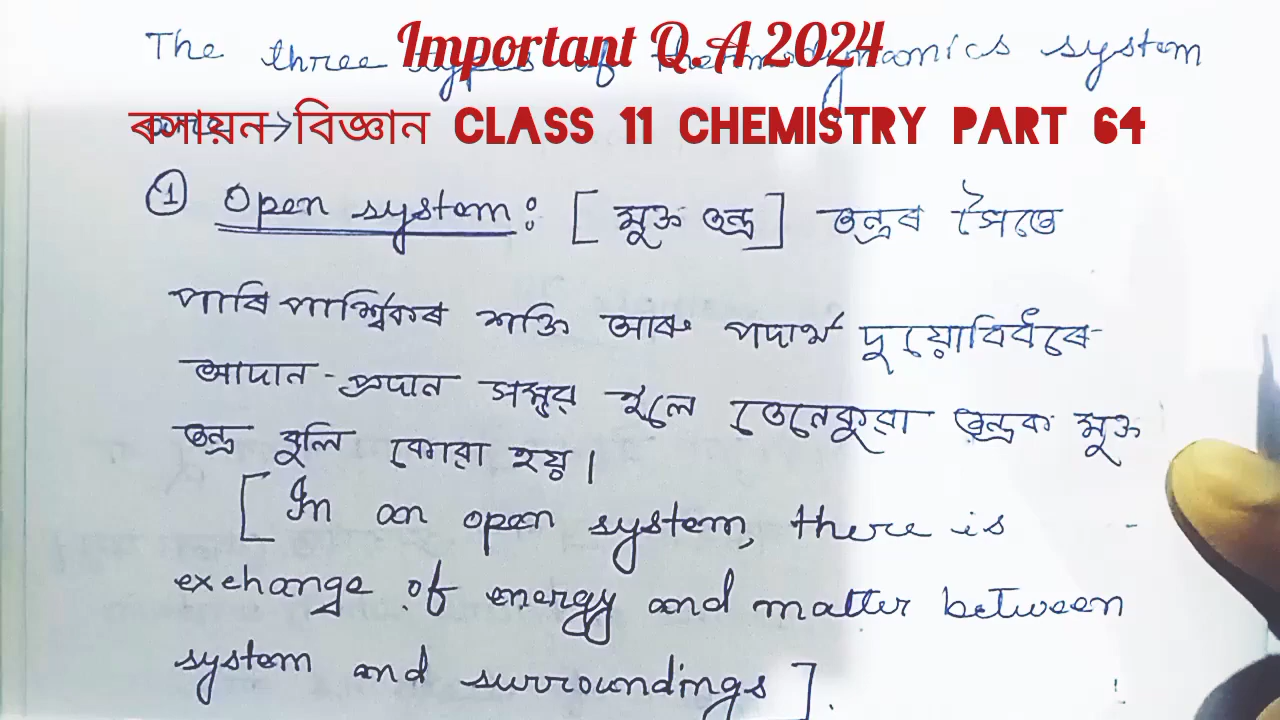 Important Q.A 2024
The three types of thermodynamics system
ৰসায়ন বিজ্ঞান CLASS 11 CHEMISTRY PART 64
are →
① Open system: [মুক্ত তন্ত্ৰ] তন্ত্ৰৰ সৈতে
পাৰিপাৰ্শ্বিকৰ শক্তি আৰু পদাৰ্থ দুয়োবিধৰে
আদান-প্ৰদান সম্ভৱ হ'লে তেনেকুৱা তন্ত্ৰক মুক্ত
তন্ত্ৰ বুলি কোৱা হয়।
[In an open system, there is
exchange of energy and matter between
system and surroundings].